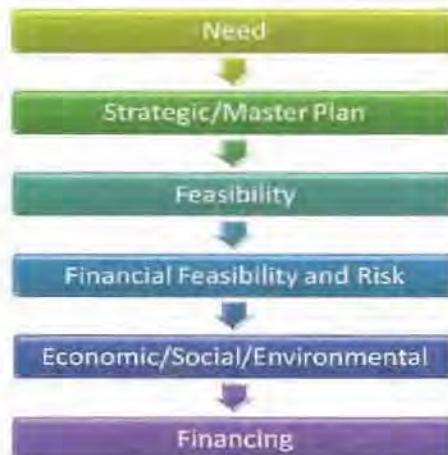 Need
Strategic/Master Plan
Feasibility
Financial Feasibility and Risk
Economic/Social/Environmental
Financing